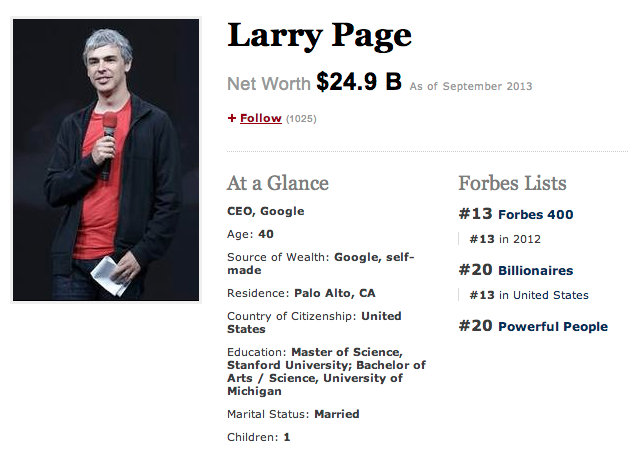 Larry Page
Net Worth $24.9 B As of September 2013
+ Follow (1025)
At a Glance
CEO, Google
Age: 40
Source of Wealth: Google, self-
made
Residence: Palo Alto, CA
Country of Citizenship: United
States
Education: Master of Science,
Stanford University; Bachelor of
Arts / Science, University of
Michigan
Marital Status: Married
Children: 1
Forbes Lists
#13 Forbes 400
#13 in 2012
#20 Billionaires
#13 in United States
#20 Powerful People